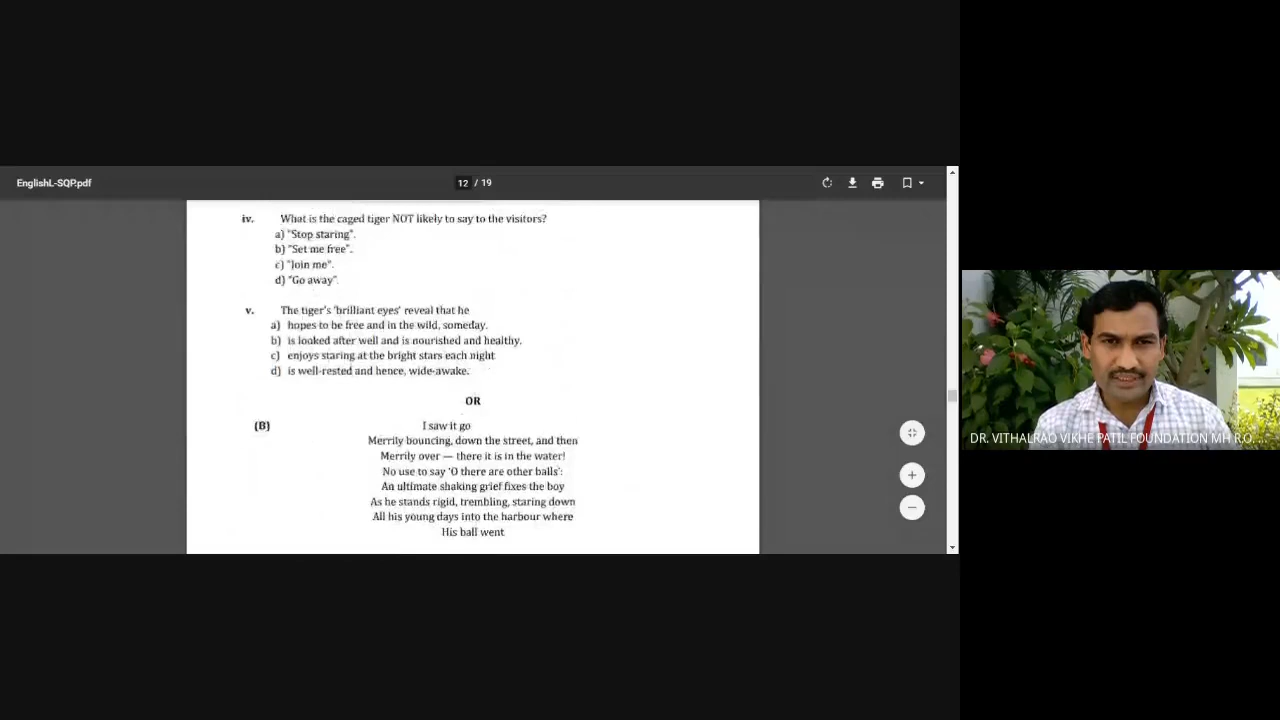 EnglishL-SQP.pdf
12 / 19
iv. What is the caged tiger NOT likely to say to the visitors?
a) "Stop staring".
b) "Set me free".
c) "Join me".
d) "Go away".
v. The tiger's 'brilliant eyes' reveal that he
a) hopes to be free and in the wild, someday.
b) is looked after well and is nourished and healthy.
c) enjoys staring at the bright stars each night
d) is well-rested and hence, wide-awake.
OR
(B) I saw it go
Merrily bouncing, down the street, and then
Merrily over — there it is in the water!
No use to say 'O there are other balls':
An ultimate shaking grief fixes the boy
As he stands rigid, trembling, staring down
All his young days into the harbour where
His ball went
DR. VITHALRAO VIKHE PATIL FOUNDATION MH R.O. ...